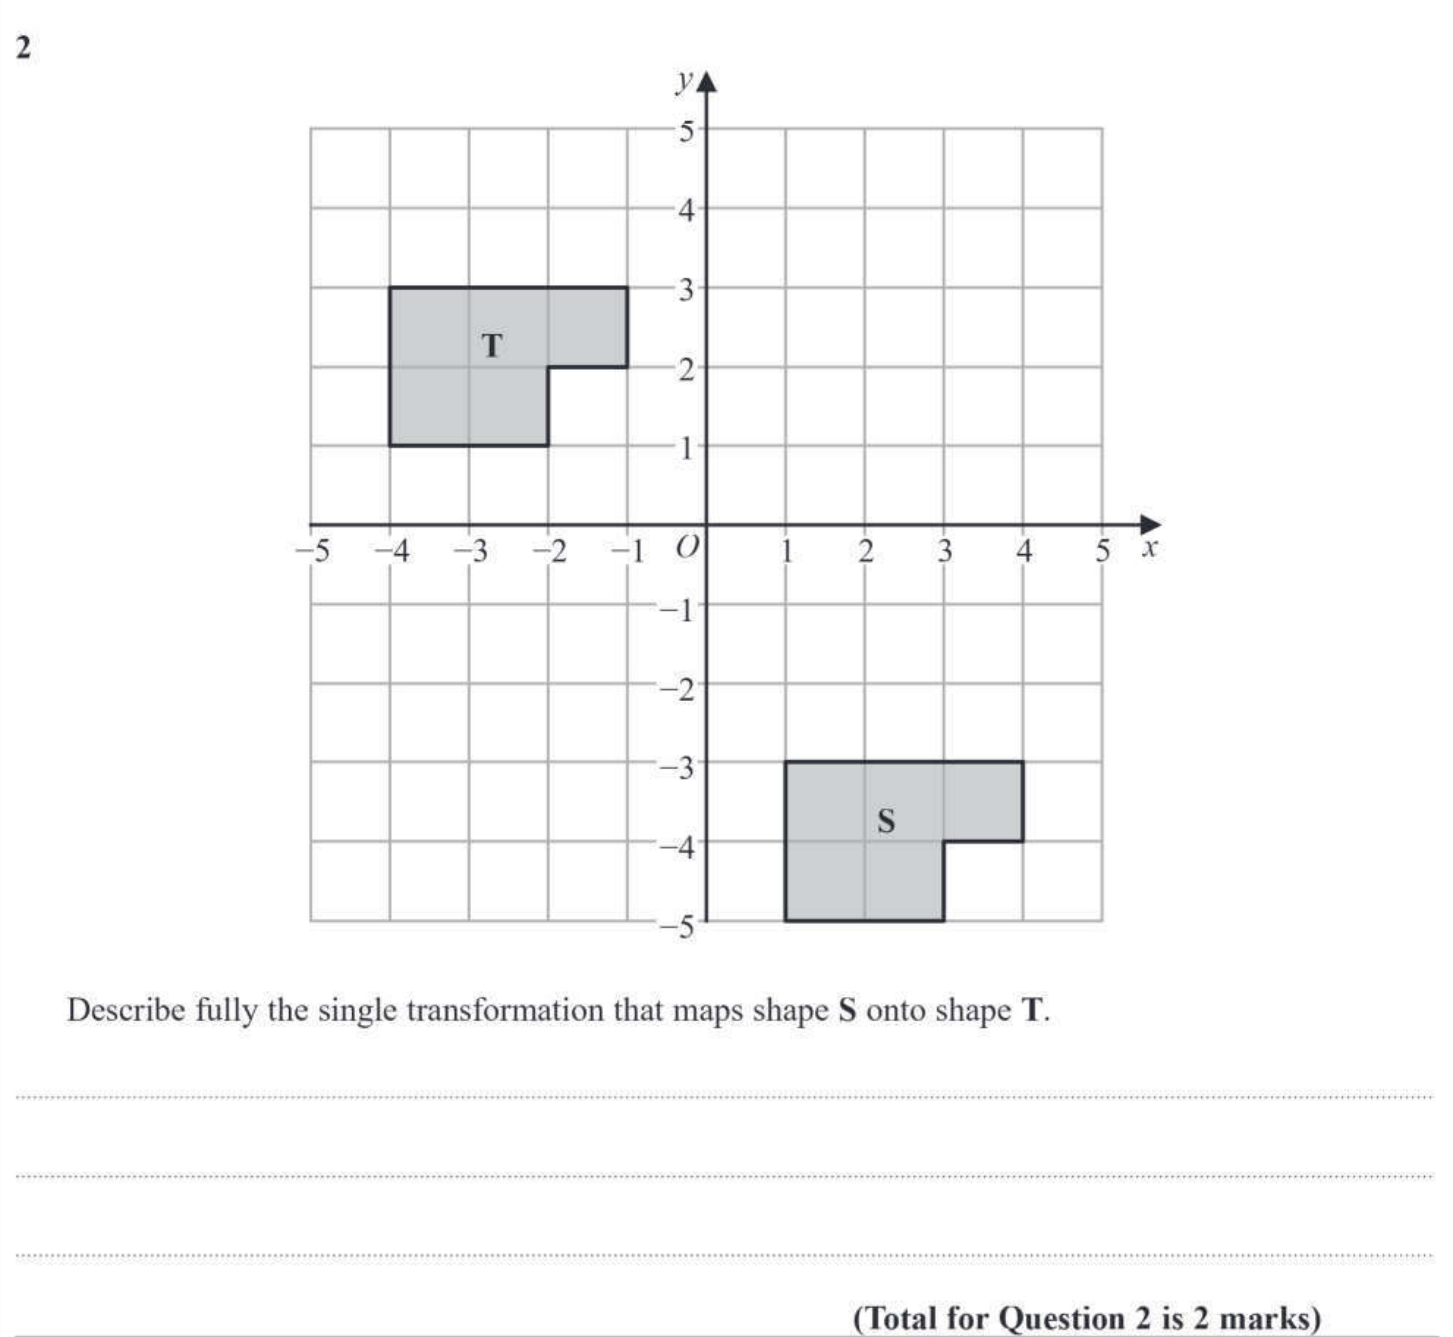 2
y
5
4
T
3
2
1
−5 −4 −3 −2 −1 O 1 2 3 4 5 x
−1
−2
−3
S
−4
−5
Describe fully the single transformation that maps shape S onto shape T.
(Total for Question 2 is 2 marks)